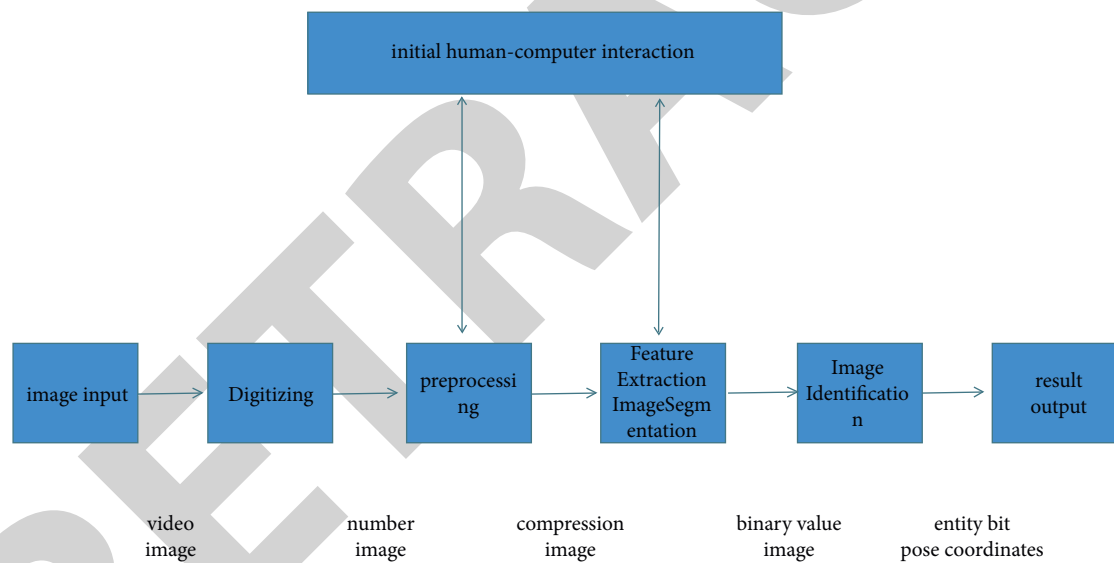 initial human-computer interaction
image input
Digitizing
preprocessi
ng
Feature
Extraction
ImageSegm
entation
Image
Identificatio
n
result
output
video
image
number
image
compression
image
binary value
image
entity bit
pose coordinates